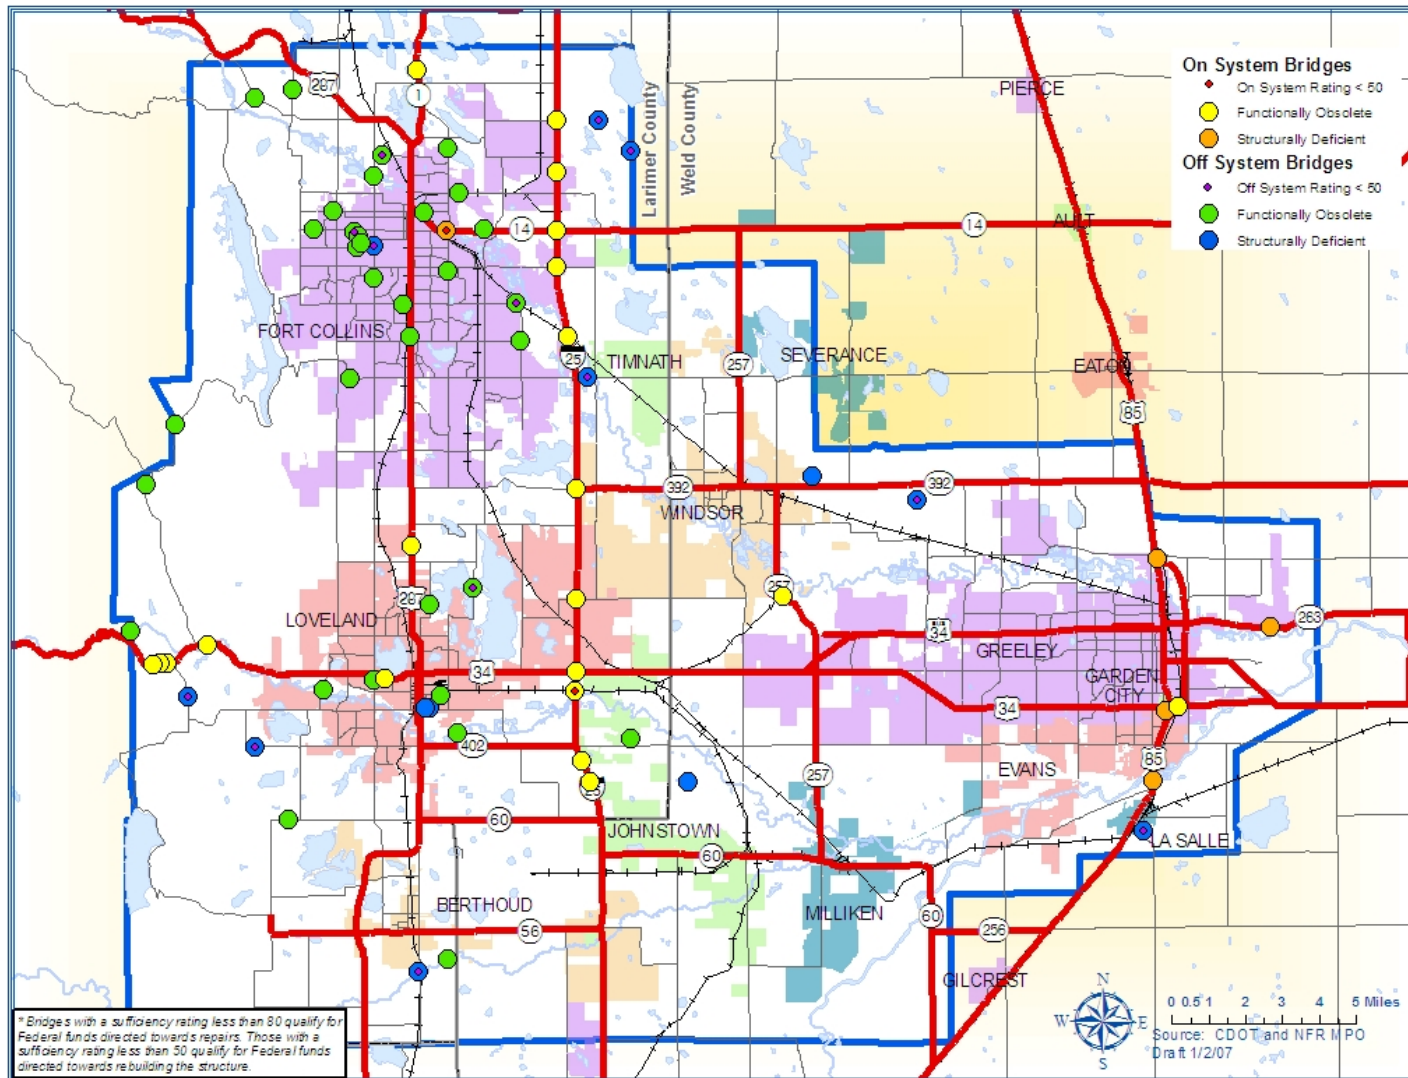 On System Bridges
On System Rating < 50
Functionally Obsolete
Structurally Deficient
Off System Bridges
Off System Rating < 50
Functionally Obsolete
Structurally Deficient
287
1
Larimer County
Weld County
PIERCE
14
14
AULT
FORT COLLINS
25
TIMNATH
257
SEVERANCE
EATON
85
392
392
WINDSOR
287
257
LOVELAND
34
34
263
GREELEY
GARDEN
CITY
34
402
25
257
EVANS
85
60
JOHNSTOWN
60
LA SALLE
BERTHOUD
56
MILLIKEN
60
256
GILCREST
N
W
E
S
0 0.5 1 2 3 4 5 Miles
Source: CDOT and NFR MPO
Draft 1/2/07
* Bridges with a sufficiency rating less than 80 qualify for
Federal funds directed towards repairs. Those with a
sufficiency rating less than 50 qualify for Federal funds
directed towards rebuilding the structure.